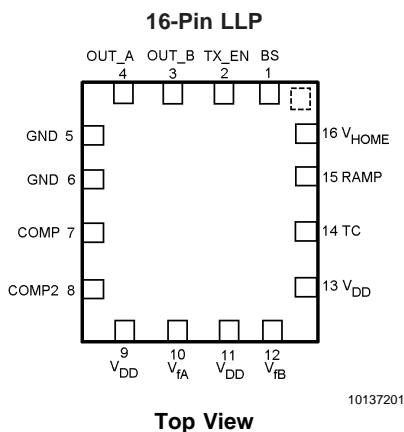 16-Pin LLP
OUT_A OUT_B TX_EN BS
4 3 2 1
GND 5
16 VHOME
GND 6
15 RAMP
COMP 7
14 TC
COMP2 8
13 VDD
9 10 11 12
VDD VfA VDD VfB
10137201
Top View